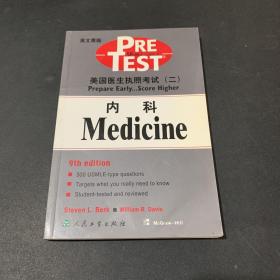 英文原版
PRE
TEST
美国医生执照考试（二）
Prepare Early...Score Higher
内 科
Medicine
9th edition
500 USMLE-type questions
Targets what you really need to know
Student-tested and reviewed
Steven L. Berk ■ William R. Davis
人民卫生出版社
McGraw-Hill